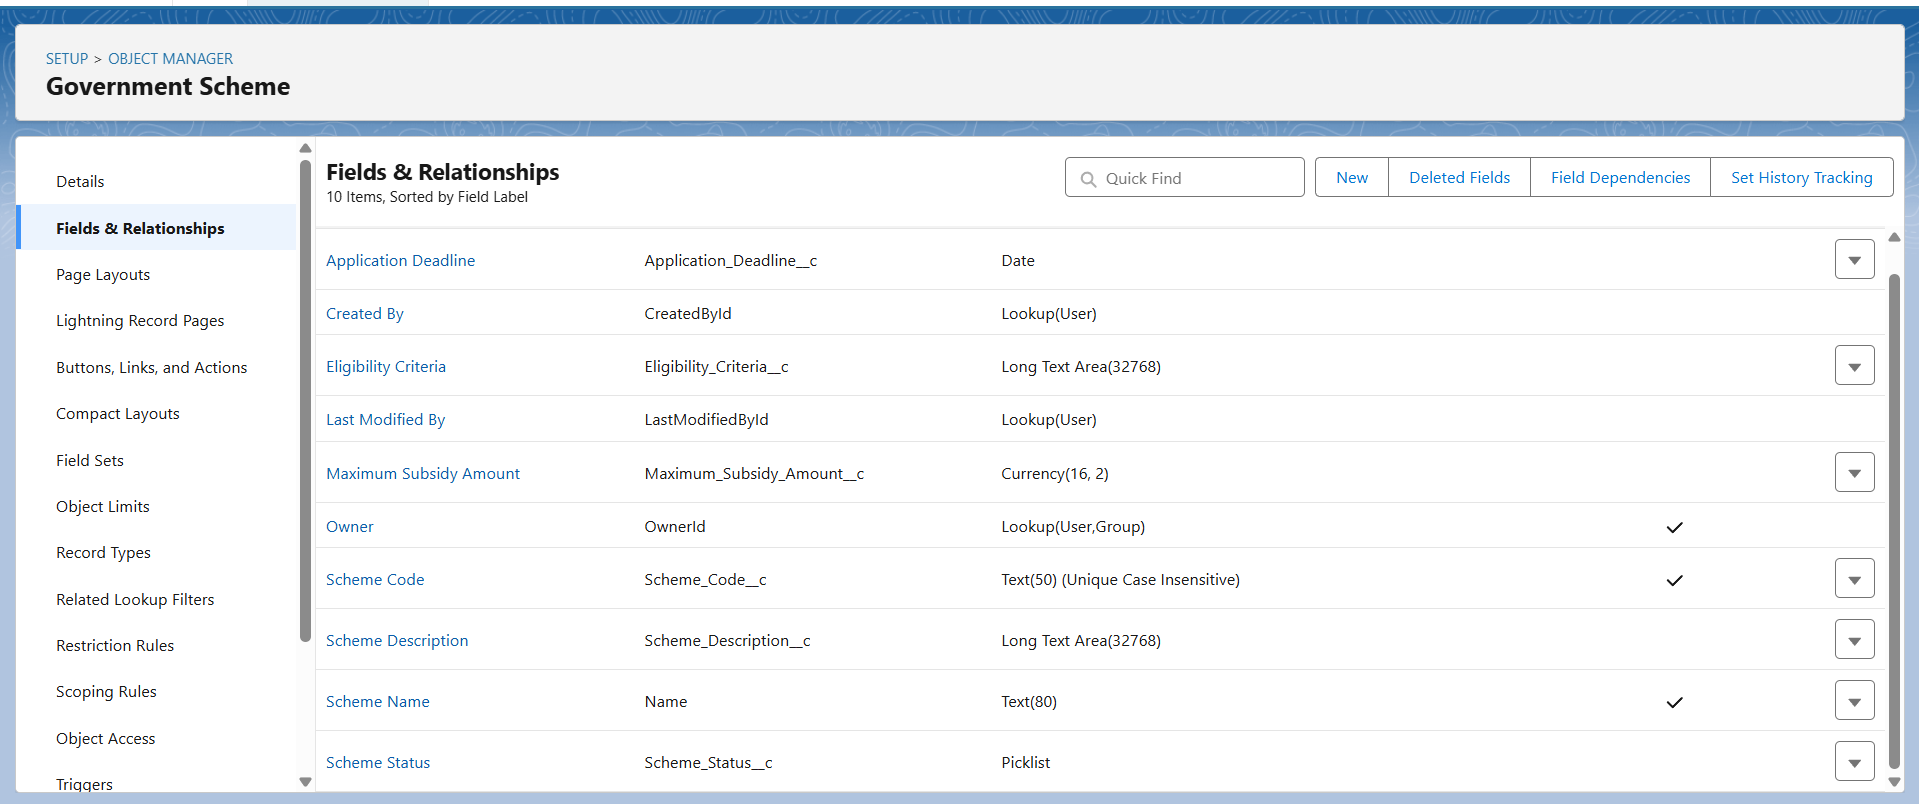 SETUP > OBJECT MANAGER
Government Scheme
Details
Fields & Relationships
Page Layouts
Lightning Record Pages
Buttons, Links, and Actions
Compact Layouts
Field Sets
Object Limits
Record Types
Related Lookup Filters
Restriction Rules
Scoping Rules
Object Access
Triggers
Fields & Relationships
10 Items, Sorted by Field Label
Quick Find
New
Deleted Fields
Field Dependencies
Set History Tracking
Application Deadline Application_Deadline__c Date
Created By CreatedById Lookup(User)
Eligibility Criteria Eligibility_Criteria__c Long Text Area(32768)
Last Modified By LastModifiedById Lookup(User)
Maximum Subsidy Amount Maximum_Subsidy_Amount__c Currency(16, 2)
Owner OwnerId Lookup(User,Group)
Scheme Code Scheme_Code__c Text(50) (Unique Case Insensitive)
Scheme Description Scheme_Description__c Long Text Area(32768)
Scheme Name Name Text(80)
Scheme Status Scheme_Status__c Picklist